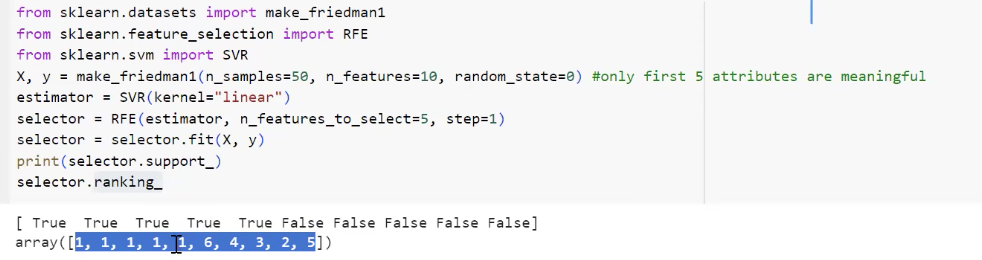 from sklearn.datasets import make_friedman1
from sklearn.feature_selection import RFE
from sklearn.svm import SVR
X, y = make_friedman1(n_samples=50, n_features=10, random_state=0) #only first 5 attributes are meaningful
estimator = SVR(kernel="linear")
selector = RFE(estimator, n_features_to_select=5, step=1)
selector = selector.fit(X, y)
print(selector.support_)
selector.ranking_
[ True  True  True  True  True False False False False False]
array([1, 1, 1, 1, 1, 6, 4, 3, 2, 5])